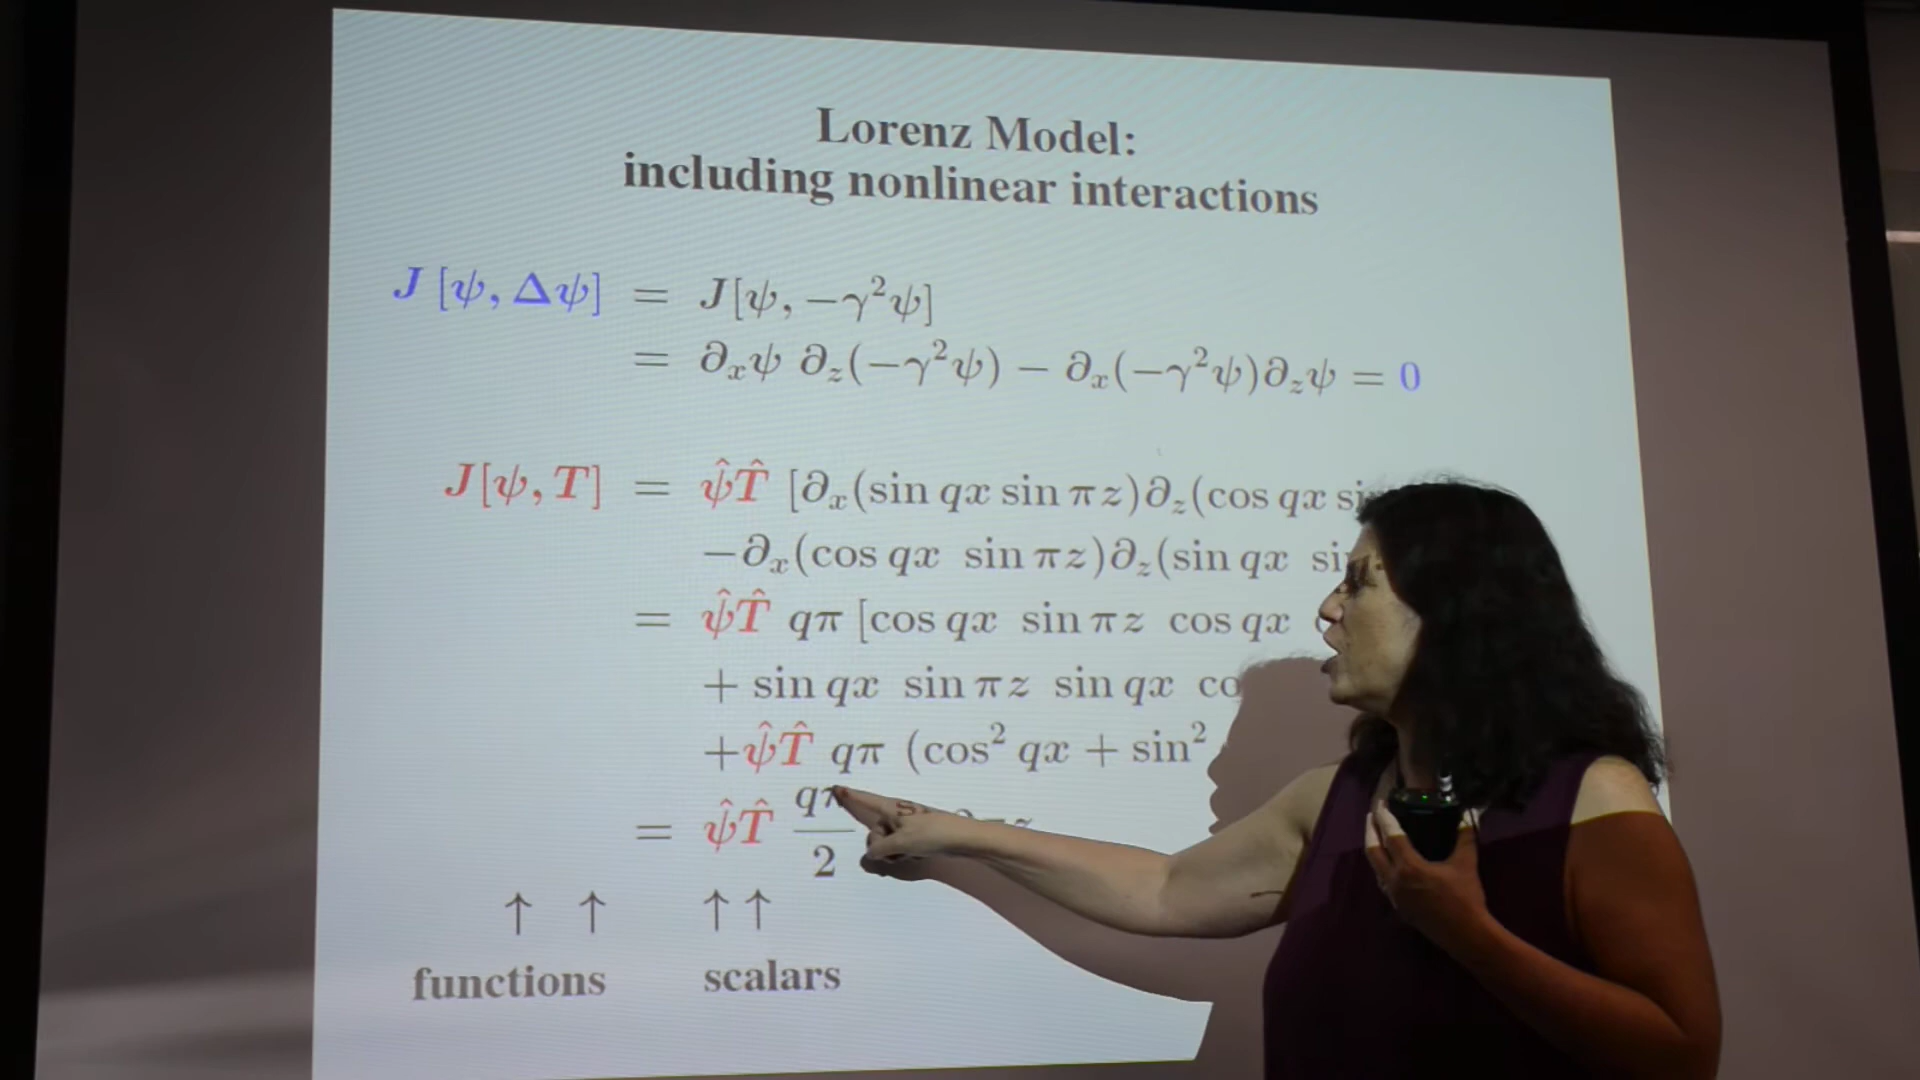 Lorenz Model:
including nonlinear interactions
J [ψ, Δψ] = J[ψ, −γ²ψ]
= ∂ₓψ ∂_z(−γ²ψ) − ∂ₓ(−γ²ψ)∂_zψ = 0
J[ψ, T] = ψ̂T̂ [∂ₓ(sin qx sin πz)∂_z(cos qx
−∂ₓ(cos qx sin πz)∂_z(sin qx
= ψ̂T̂ qπ [cos qx sin πz cos qx
+ sin qx sin πz sin qx
+ψ̂T̂ qπ (cos² qx + sin²
= ψ̂T̂ qπ/2
↑ ↑ ↑↑
functions scalars